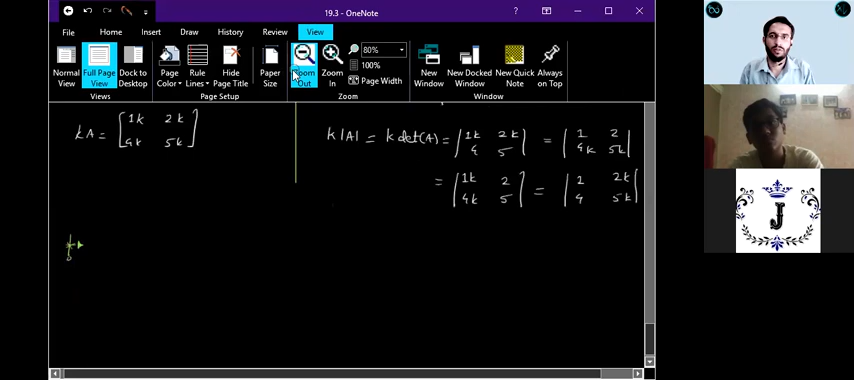 19.3 - OneNote
File Home Insert Draw History Review View
Normal View
Full Page View
Dock to Desktop
Page Color
Rule Lines
Hide Page Title
Paper Size
Zoom Out
Zoom In
80%
100%
Page Width
New Window
New Docked Window
New Quick Note
Always on Top
Views Page Setup Zoom Window
kA = [1k 2k
4k 5k]
k|A| = k det(A) = |1k 2k
4 5| = |1 2
4k 5k|
= |1k 2
4k 5| = |1 2k
4 5k|
J